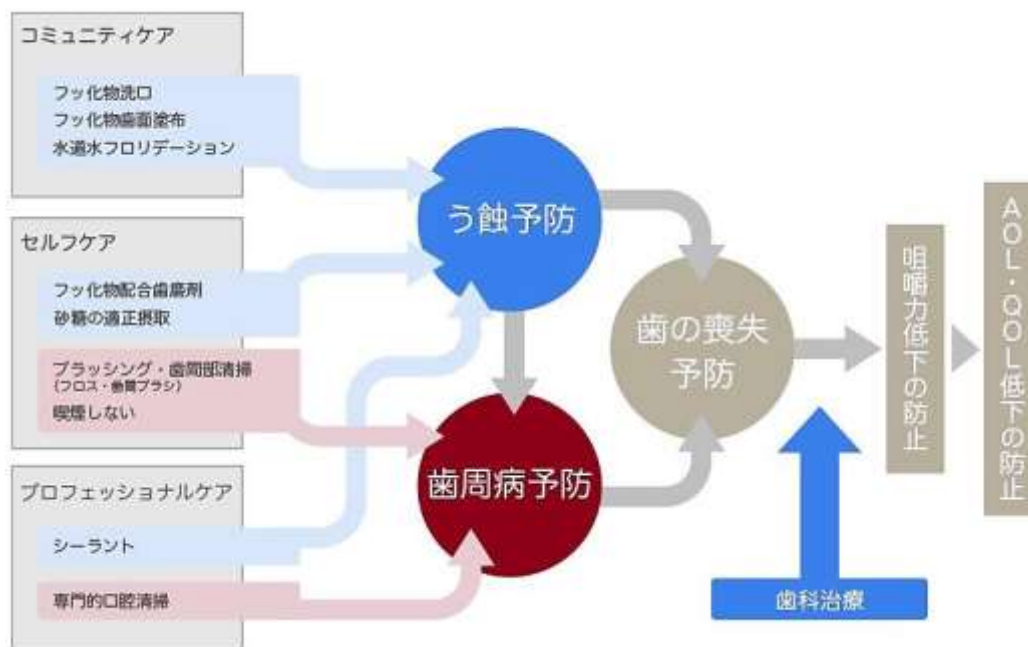 コミュニティケア
フッ化物洗口
フッ化物歯面塗布
水道水フロリデーション
セルフケア
フッ化物配合歯磨剤
砂糖の適正摂取
ブラッシング・歯間部清掃
(フロス・歯間ブラシ)
喫煙しない
プロフェッショナルケア
シーラント
専門的口腔清掃
う蝕予防
歯周病予防
歯の喪失
予防
歯科治療
咀嚼力低下の防止
AOL・QOL低下の防止